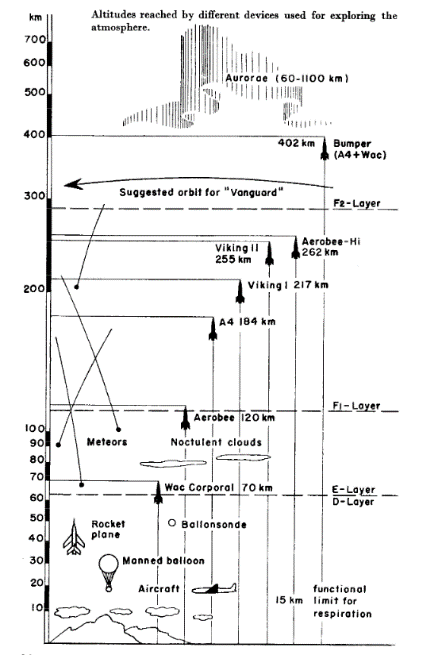 km
Altitudes reached by different devices used for exploring the
atmosphere.
700
600
500
Aurorae (60-1100 km)
400
402 km
Bumper
(A4+Wac)
Suggested orbit for "Vanguard"
300
F2-Layer
Viking II
255 km
Aerobee-Hi
262 km
Viking I 217 km
200
A4 184 km
F1-Layer
Aerobee 120 km
100
90
Meteors
Noctulent clouds
80
70
Wac Corporal 70 km
E-Layer
60
D-Layer
50
Rocket
plane
Ballonsonde
40
30
Manned balloon
20
Aircraft
15 km
functional
limit for
respiration
10